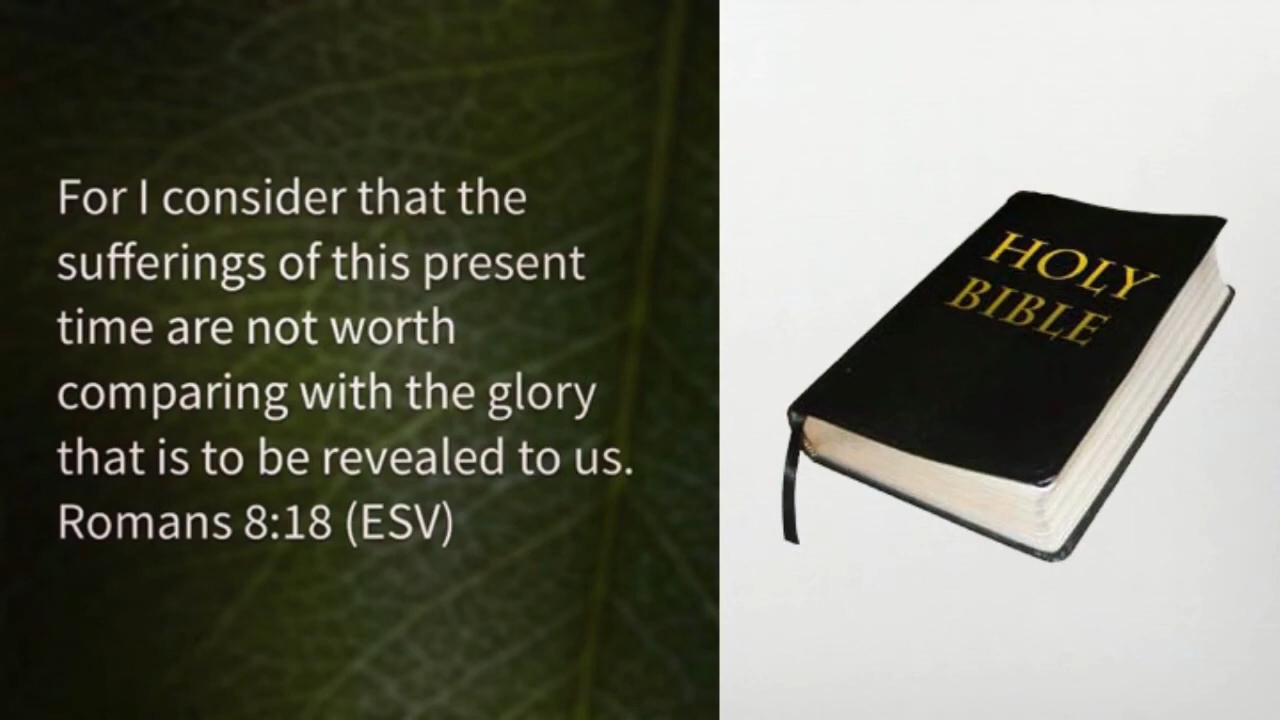 For I consider that the
sufferings of this present
time are not worth
comparing with the glory
that is to be revealed to us.
Romans 8:18 (ESV)
HOLY
BIBLE